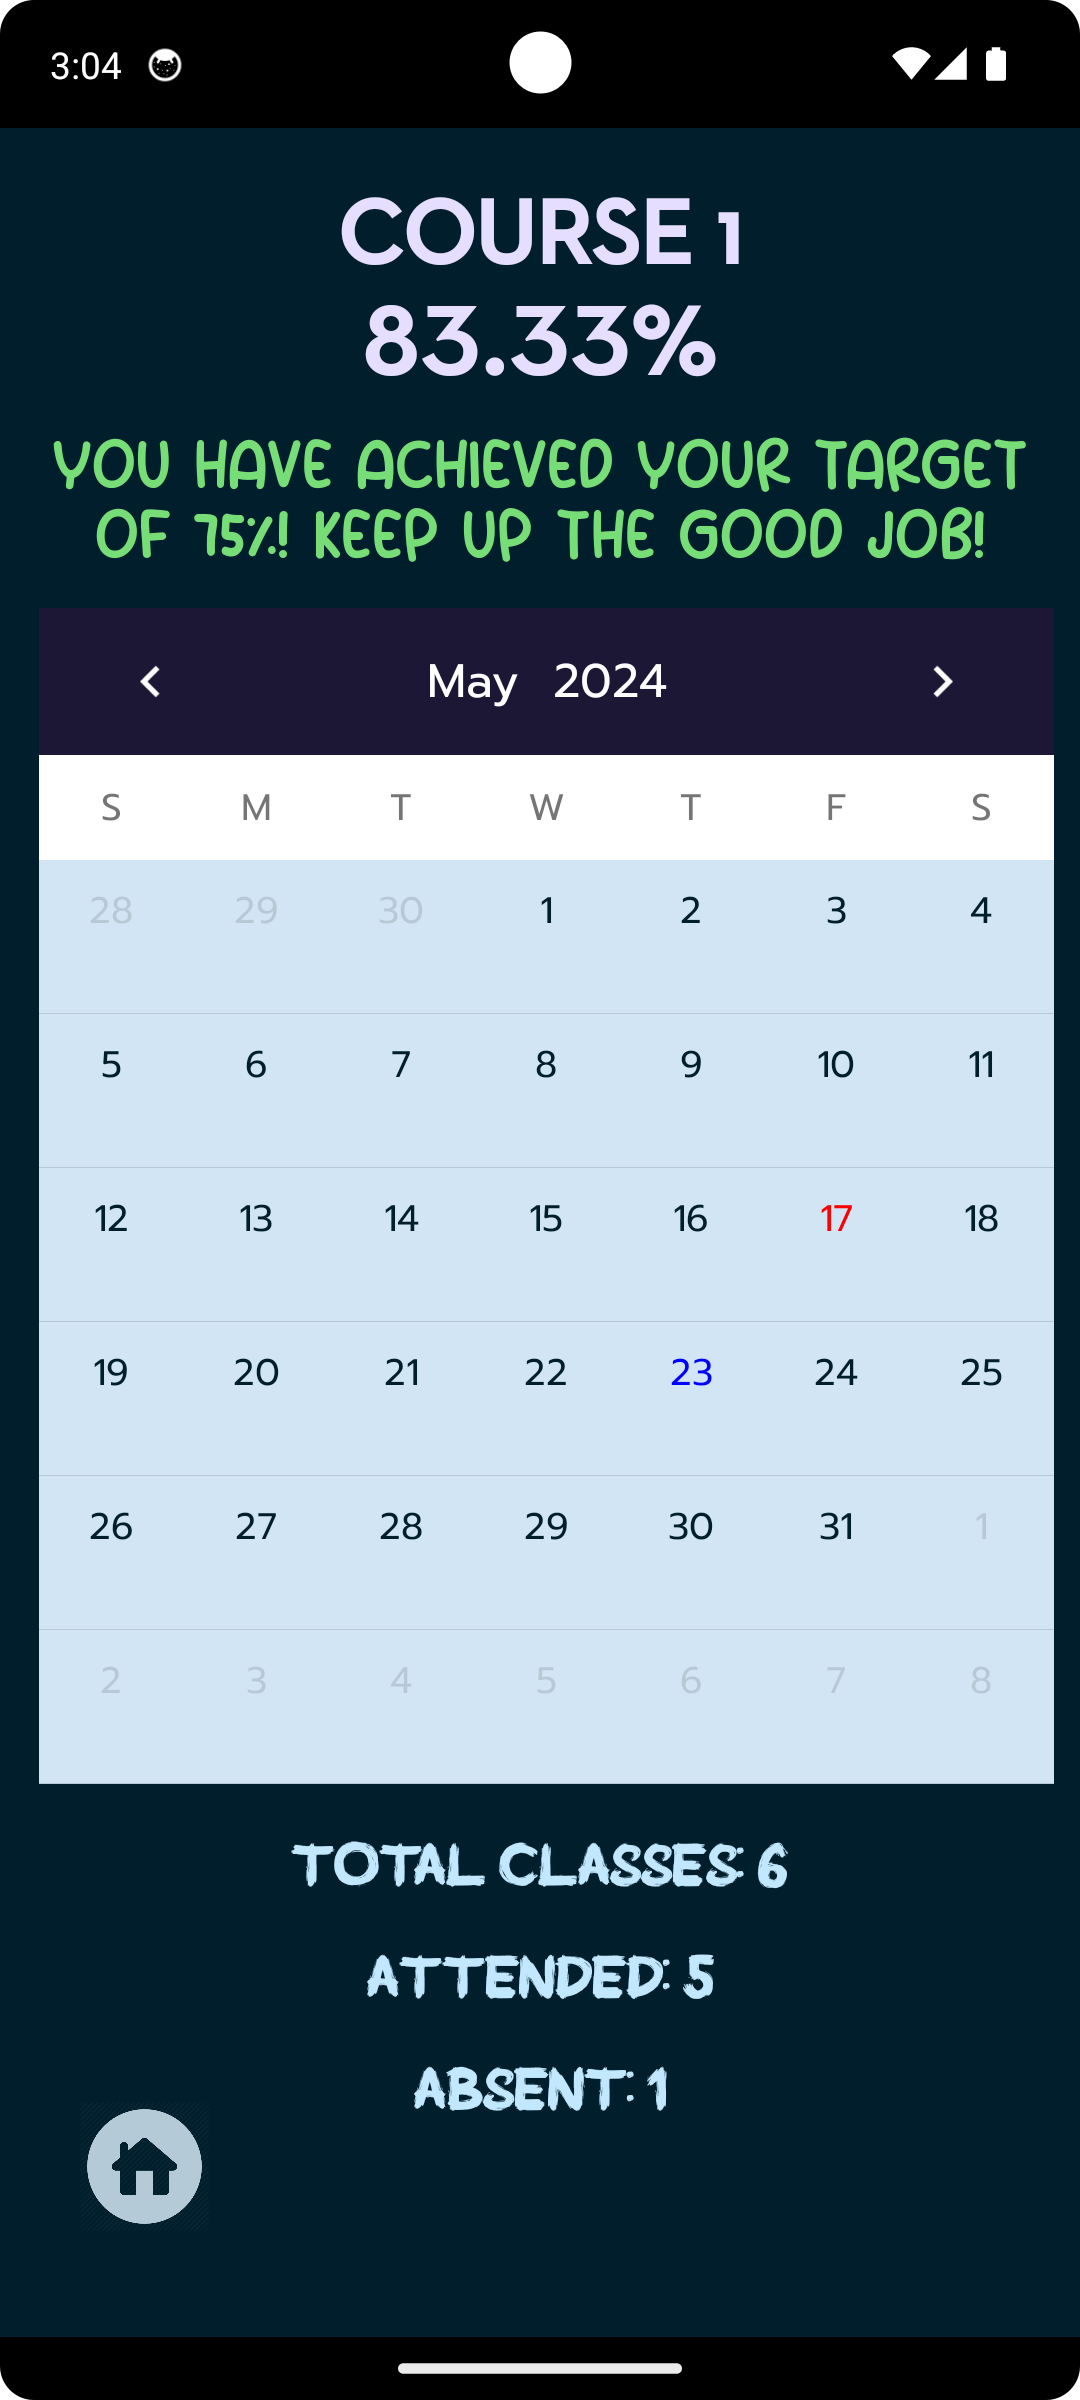 3:04
COURSE 1
83.33%
YOU HAVE ACHIEVED YOUR TARGET
OF 75%! KEEP UP THE GOOD JOB!
May 2024
S M T W T F S
28 29 30 1 2 3 4
5 6 7 8 9 10 11
12 13 14 15 16 17 18
19 20 21 22 23 24 25
26 27 28 29 30 31 1
2 3 4 5 6 7 8
TOTAL CLASSES: 6
ATTENDED: 5
ABSENT: 1